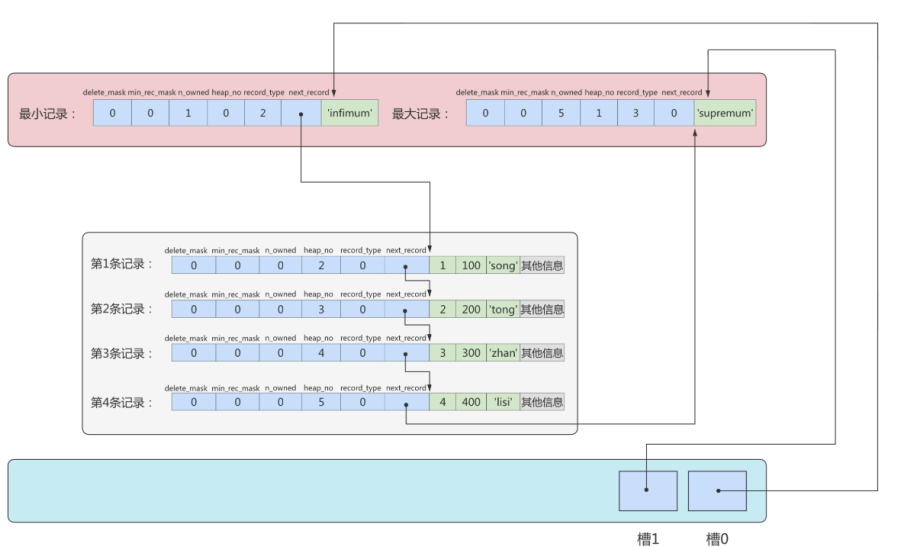 delete_mask min_rec_mask n_owned heap_no record_type next_record
最小记录： 0 0 1 0 2 'infimum'
delete_mask min_rec_mask n_owned heap_no record_type next_record
最大记录： 0 0 5 1 3 0 'supremum'
delete_mask min_rec_mask n_owned heap_no record_type next_record
第1条记录： 0 0 0 2 0 1 100 'song' 其他信息
delete_mask min_rec_mask n_owned heap_no record_type next_record
第2条记录： 0 0 0 3 0 2 200 'tong' 其他信息
delete_mask min_rec_mask n_owned heap_no record_type next_record
第3条记录： 0 0 0 4 0 3 300 'zhan' 其他信息
delete_mask min_rec_mask n_owned heap_no record_type next_record
第4条记录： 0 0 0 5 0 4 400 'lisi' 其他信息
槽1 槽0